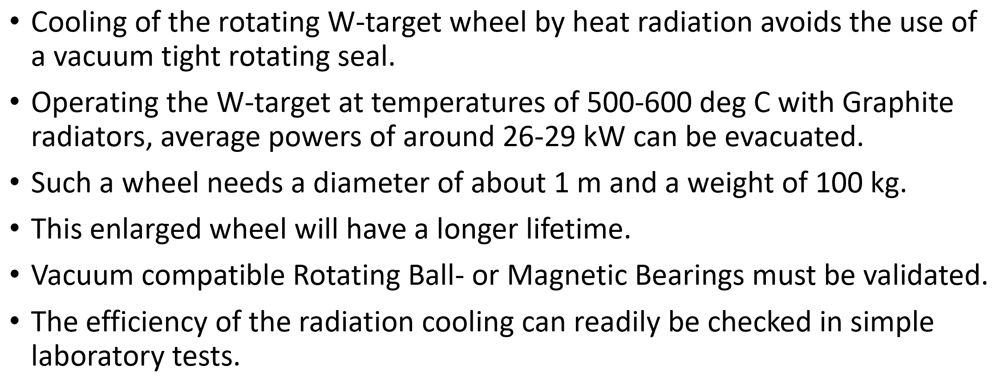 • Cooling of the rotating W-target wheel by heat radiation avoids the use of
a vacuum tight rotating seal.
• Operating the W-target at temperatures of 500-600 deg C with Graphite
radiators, average powers of around 26-29 kW can be evacuated.
• Such a wheel needs a diameter of about 1 m and a weight of 100 kg.
• This enlarged wheel will have a longer lifetime.
• Vacuum compatible Rotating Ball- or Magnetic Bearings must be validated.
• The efficiency of the radiation cooling can readily be checked in simple
laboratory tests.